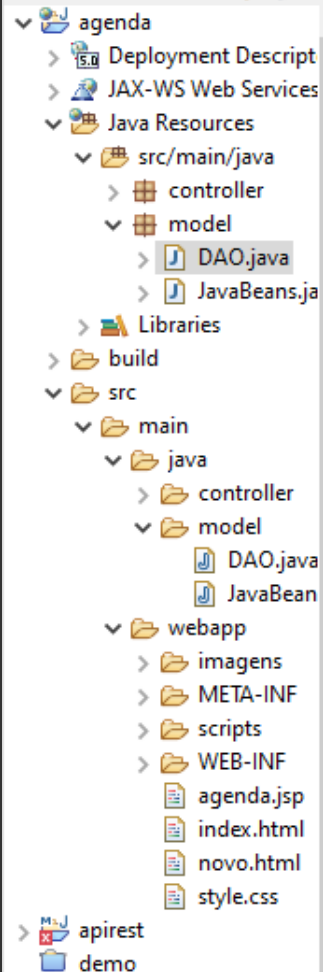 agenda
5.0 Deployment Descript
JAX-WS Web Services
Java Resources
src/main/java
controller
model
J DAO.java
J JavaBeans.ja
Libraries
build
src
main
java
controller
model
J DAO.java
J JavaBean
webapp
imagens
META-INF
scripts
WEB-INF
agenda.jsp
index.html
novo.html
style.css
M J apirest
demo